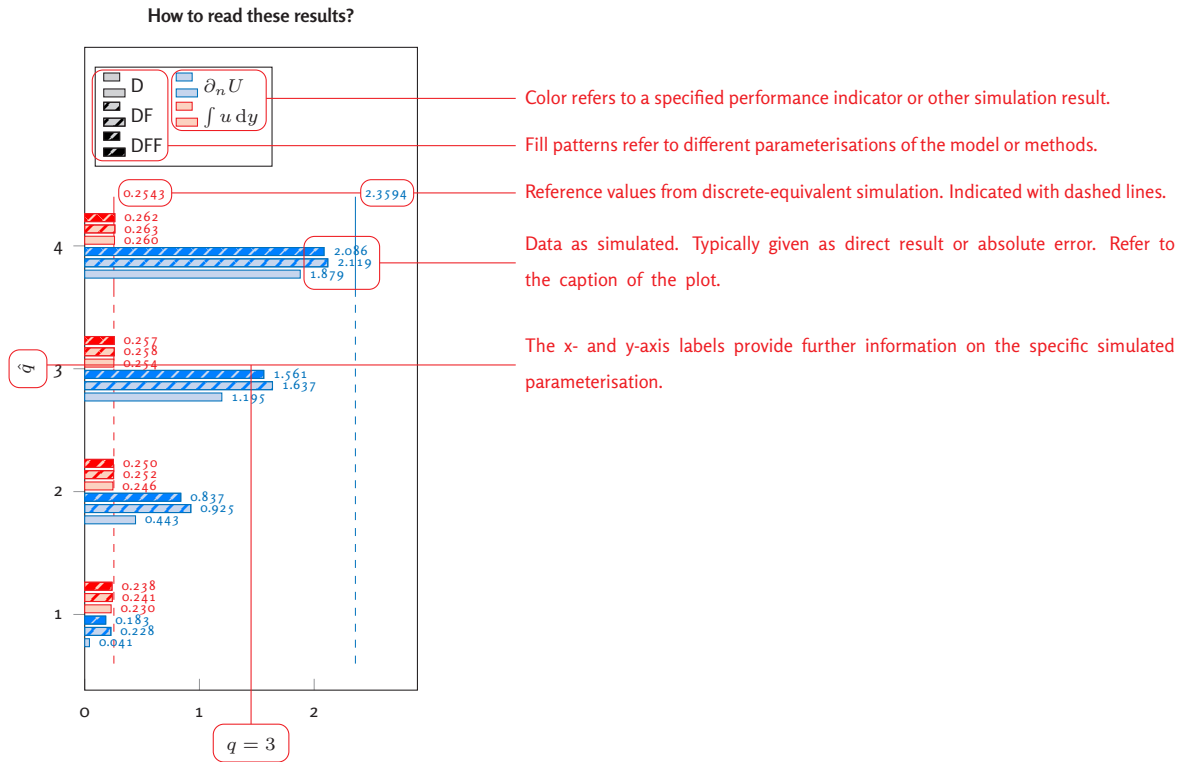 How to read these results?
D
DF
DFF
∂ₙU
∫ u dy
Color refers to a specified performance indicator or other simulation result.
Fill patterns refer to different parameterisations of the model or methods.
0.2543
2.3594
Reference values from discrete-equivalent simulation. Indicated with dashed lines.
0.262
0.263
0.260
4
2.086
2.119
1.879
Data as simulated. Typically given as direct result or absolute error. Refer to
the caption of the plot.
0.257
0.258
0.254
q̂
3
1.561
1.637
1.195
The x- and y-axis labels provide further information on the specific simulated
parameterisation.
0.250
0.252
0.246
2
0.837
0.925
0.443
0.238
0.241
0.230
1
0.183
0.228
0.041
0
1
2
q = 3